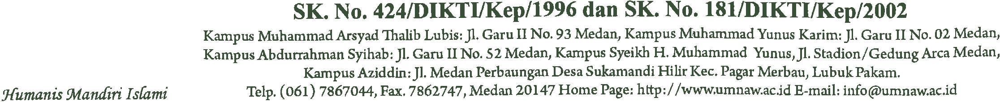 SK. No. 424/DIKTI/Kep/1996 dan SK. No. 181/DIKTI/Kep/2002
Kampus Muhammad Arsyad Thalib Lubis: Jl. Garu II No. 93 Medan, Kampus Muhammad Yunus Karim: Jl. Garu II No. 02 Medan,
Kampus Abdurrahman Syihab: Jl. Garu II No. 52 Medan, Kampus Syeikh H. Muhammad Yunus, Jl. Stadion/Gedung Arca Medan,
Kampus Aziddin: Jl. Medan Perbaungan Desa Sukamandi Hilir Kec. Pagar Merbau, Lubuk Pakam.
Humanis Mandiri Islami
Telp. (061) 7867044, Fax. 7862747, Medan 20147 Home Page: http://www.umnaw.ac.id E-mail: info@umnaw.ac.id